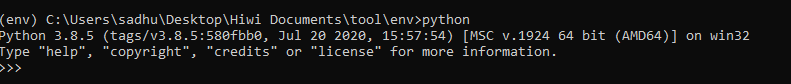 (env) C:\Users\sadhu\Desktop\Hiwi Documents\tool\env>python
Python 3.8.5 (tags/v3.8.5:580fbb0, Jul 20 2020, 15:57:54) [MSC v.1924 64 bit (AMD64)] on win32
Type "help", "copyright", "credits" or "license" for more information.
>>>